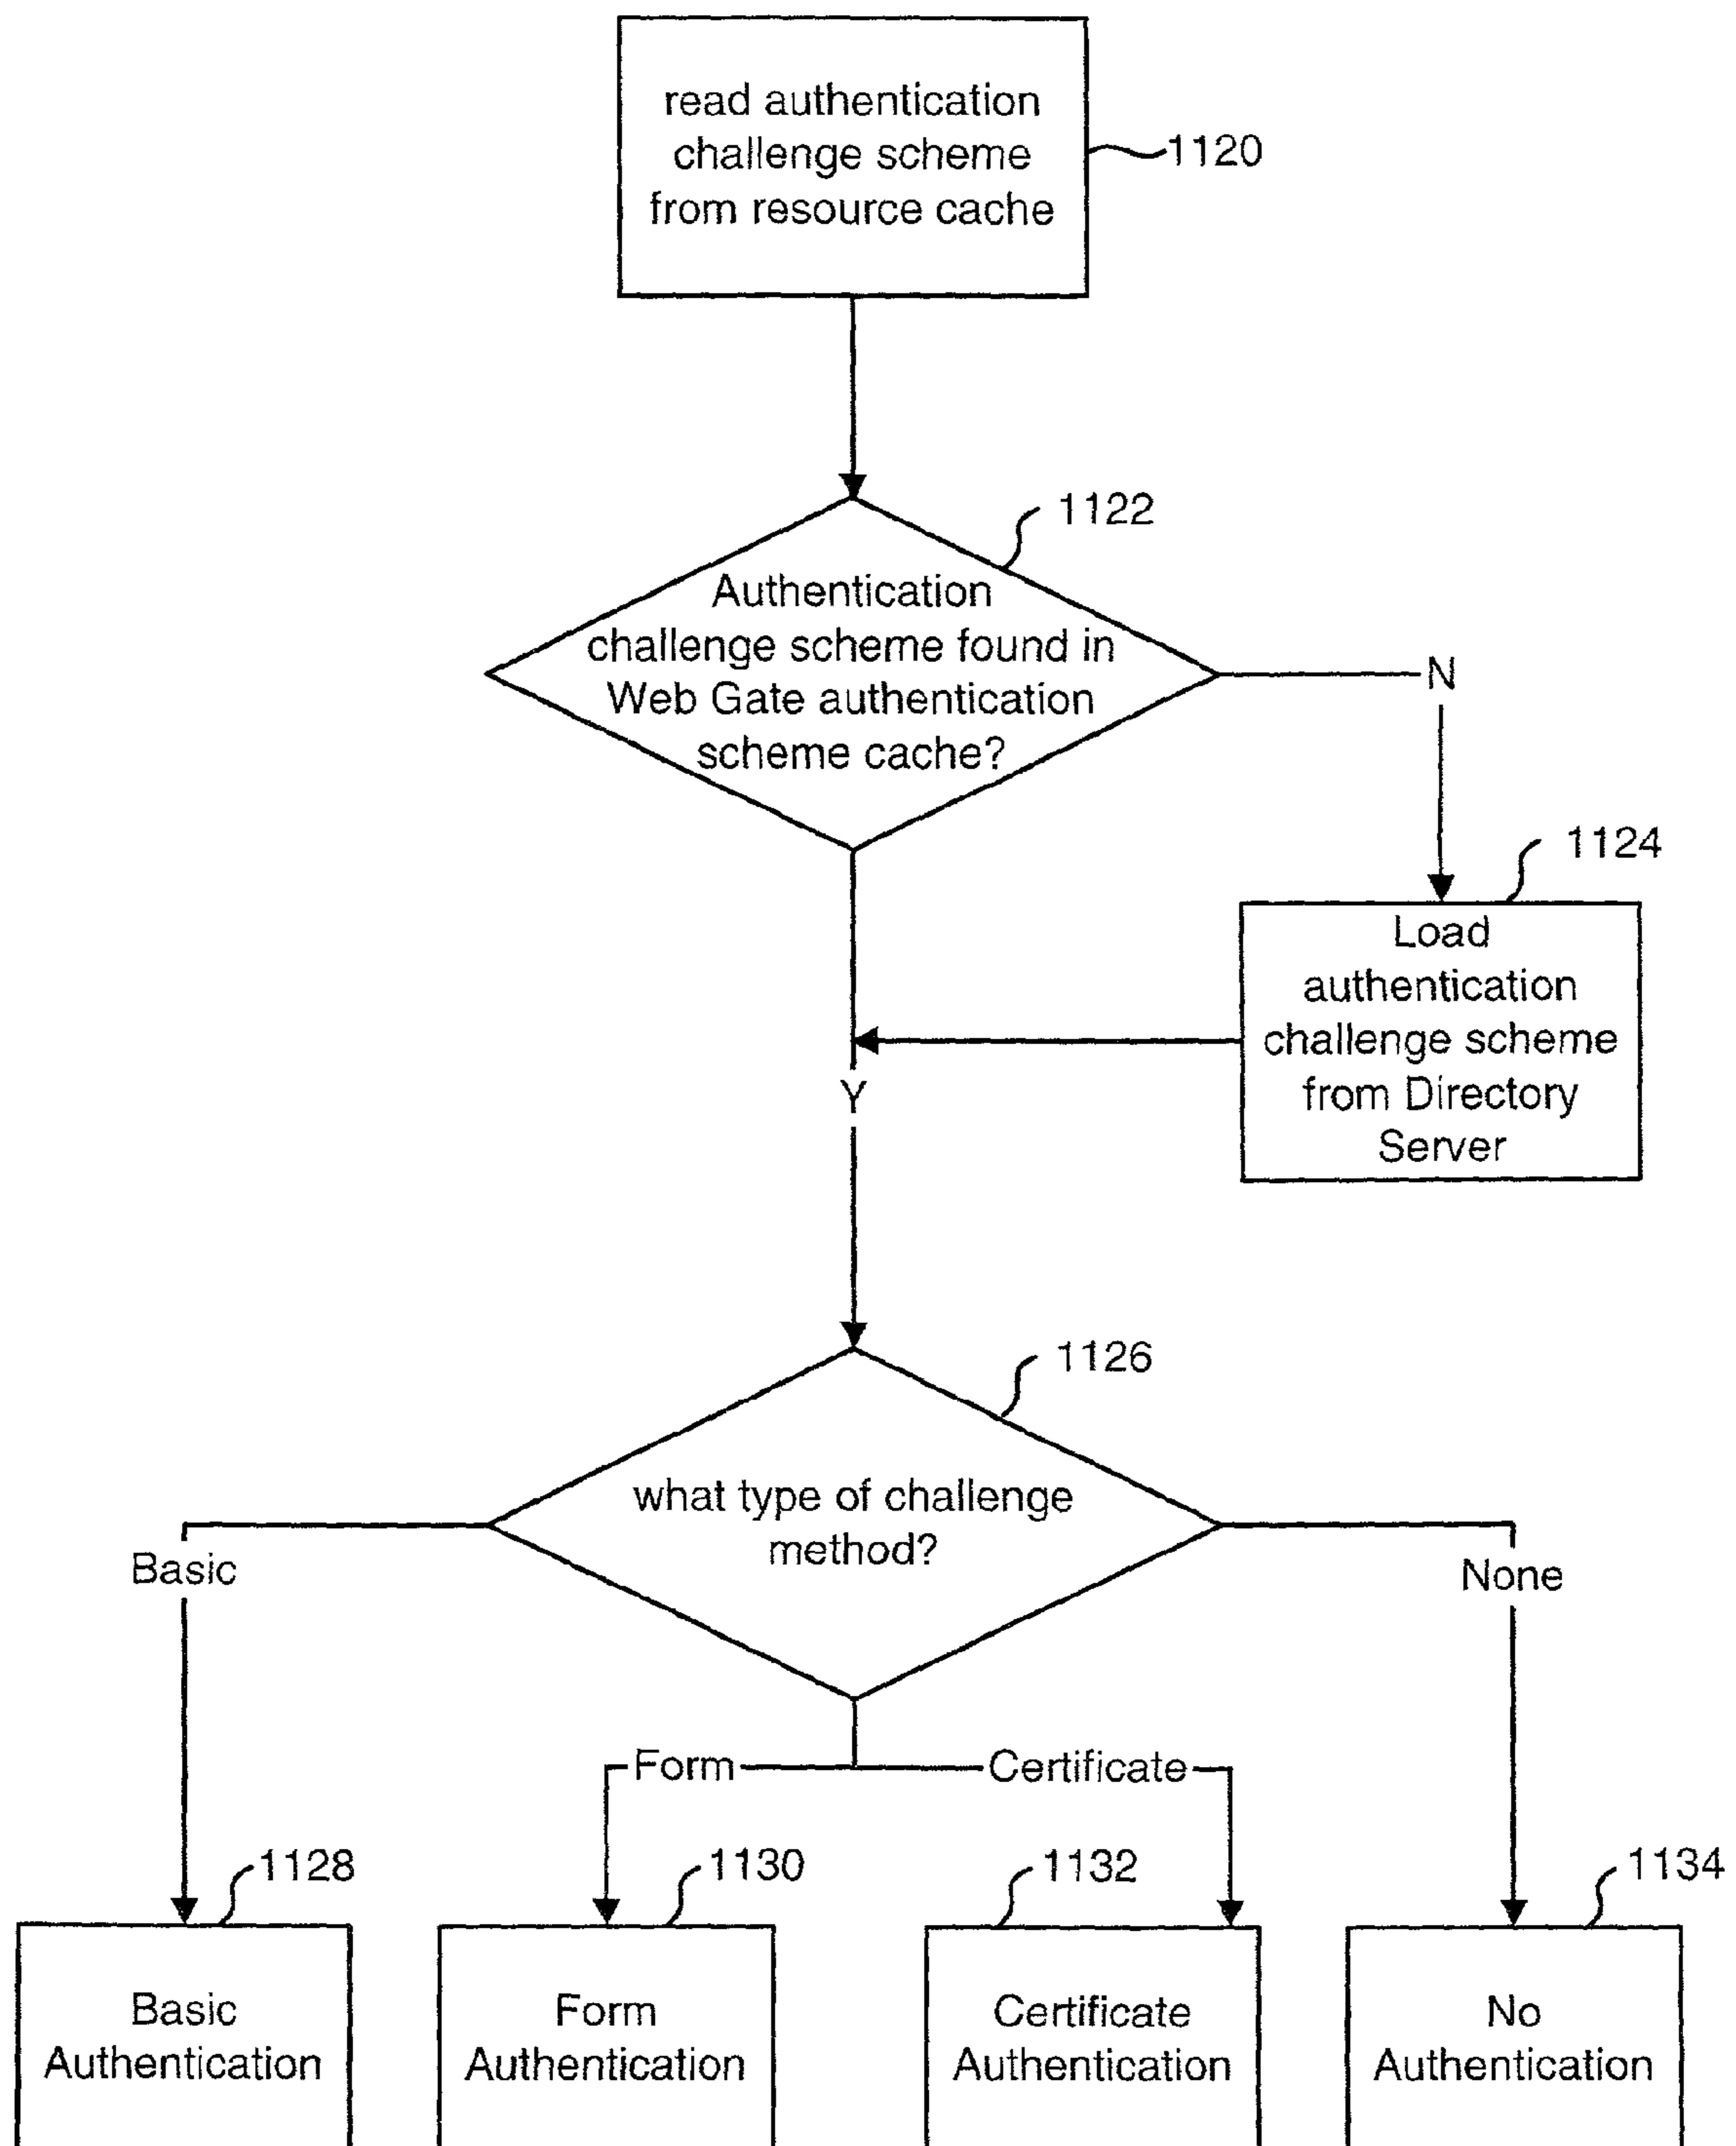 read authentication
challenge scheme
from resource cache
1120
1122
Authentication
challenge scheme found in
Web Gate authentication
scheme cache?
N
1124
Load
authentication
challenge scheme
from Directory
Server
Y
1126
what type of challenge
method?
Basic
None
Form
Certificate
1128
1130
1132
1134
Basic
Authentication
Form
Authentication
Certificate
Authentication
No
Authentication